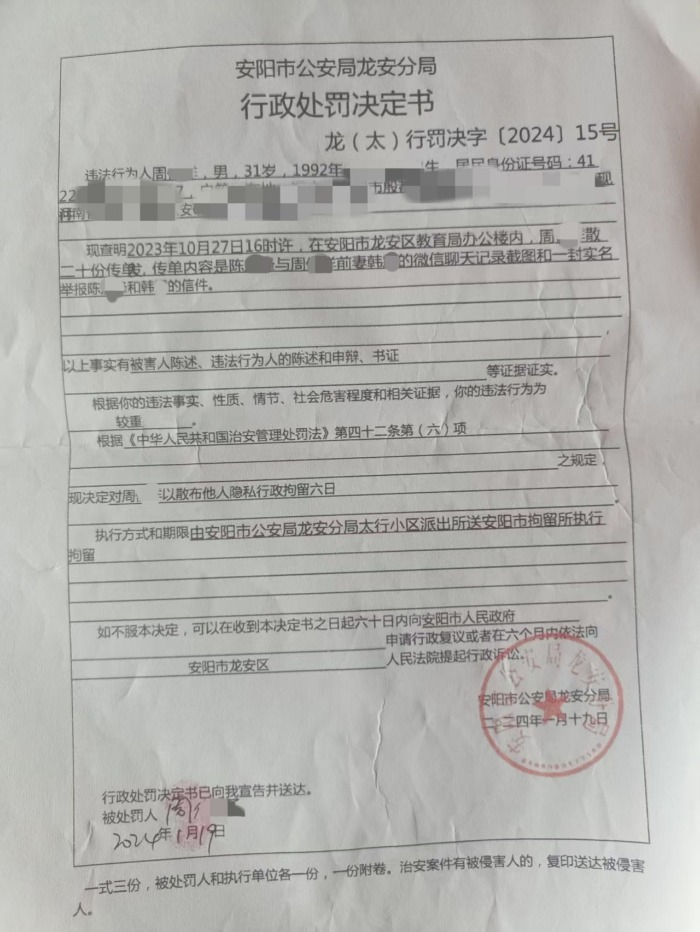 安阳市公安局龙安分局
行政处罚决定书
龙（太）行罚决字〔2024〕15号
违法行为人周 ，男，31岁，1992年 生，居民身份证号码：41
22 现
河南
现查明2023年10月27日16时许，在安阳市龙安区教育局办公楼内，周 散
二十份传单，传单内容是陈 与周 前妻韩 的微信聊天记录截图和一封实名
举报陈 和韩 的信件。
以上事实有被害人陈述、违法行为人的陈述和申辩、书证
等证据证实。
根据你的违法事实、性质、情节、社会危害程度和相关证据，你的违法行为为
较重 。
根据《中华人民共和国治安管理处罚法》第四十二条第（六）项
之规定，
现决定对周 以散布他人隐私行政拘留六日
。
执行方式和期限由安阳市公安局龙安分局太行小区派出所送安阳市拘留所执行
拘留
。
如不服本决定，可以在收到本决定书之日起六十日内向安阳市人民政府
申请行政复议或者在六个月内依法向
安阳市龙安区 人民法院提起行政诉讼。
安阳市公安局龙安分局
二〇二四年一月十九日
行政处罚决定书已向我宣告并送达。
被处罚人 周
2024年1月19日
一式三份，被处罚人和执行单位各一份，一份附卷。治安案件有被侵害人的，复印送达被侵害
人。